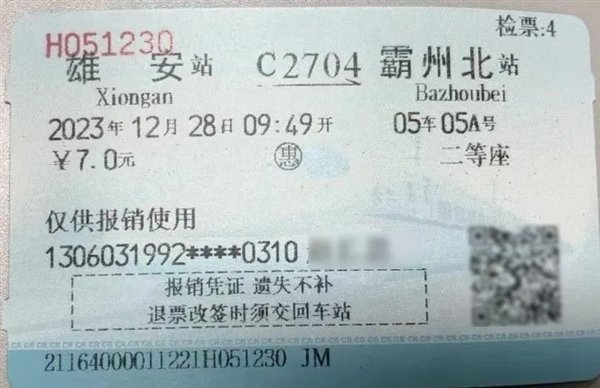 检票:4
H051230
雄安站 C2704 霸州北站
Xiongan Bazhoubei
2023年12月28日09:49开 05车05A号
￥7.0元 惠 二等座
仅供报销使用
1306031992****0310
报销凭证 遗失不补
退票改签时须交回车站
21164000011221H051230 JM